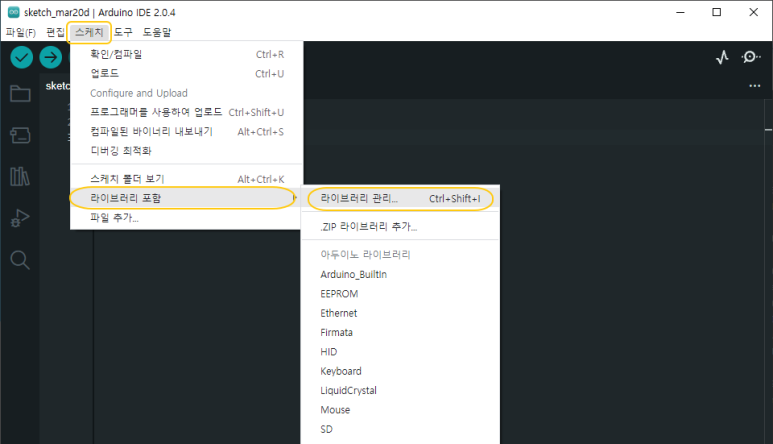 sketch_mar20d | Arduino IDE 2.0.4
파일(F) 편집 스케치 도구 도움말
확인/컴파일 Ctrl+R
업로드 Ctrl+U
Configure and Upload
프로그래머를 사용하여 업로드 Ctrl+Shift+U
컴파일된 바이너리 내보내기 Alt+Ctrl+S
디버깅 최적화
스케치 폴더 보기 Alt+Ctrl+K
라이브러리 포함
파일 추가...
라이브러리 관리... Ctrl+Shift+I
.ZIP 라이브러리 추가...
아두이노 라이브러리
Arduino_BuiltIn
EEPROM
Ethernet
Firmata
HID
Keyboard
LiquidCrystal
Mouse
SD